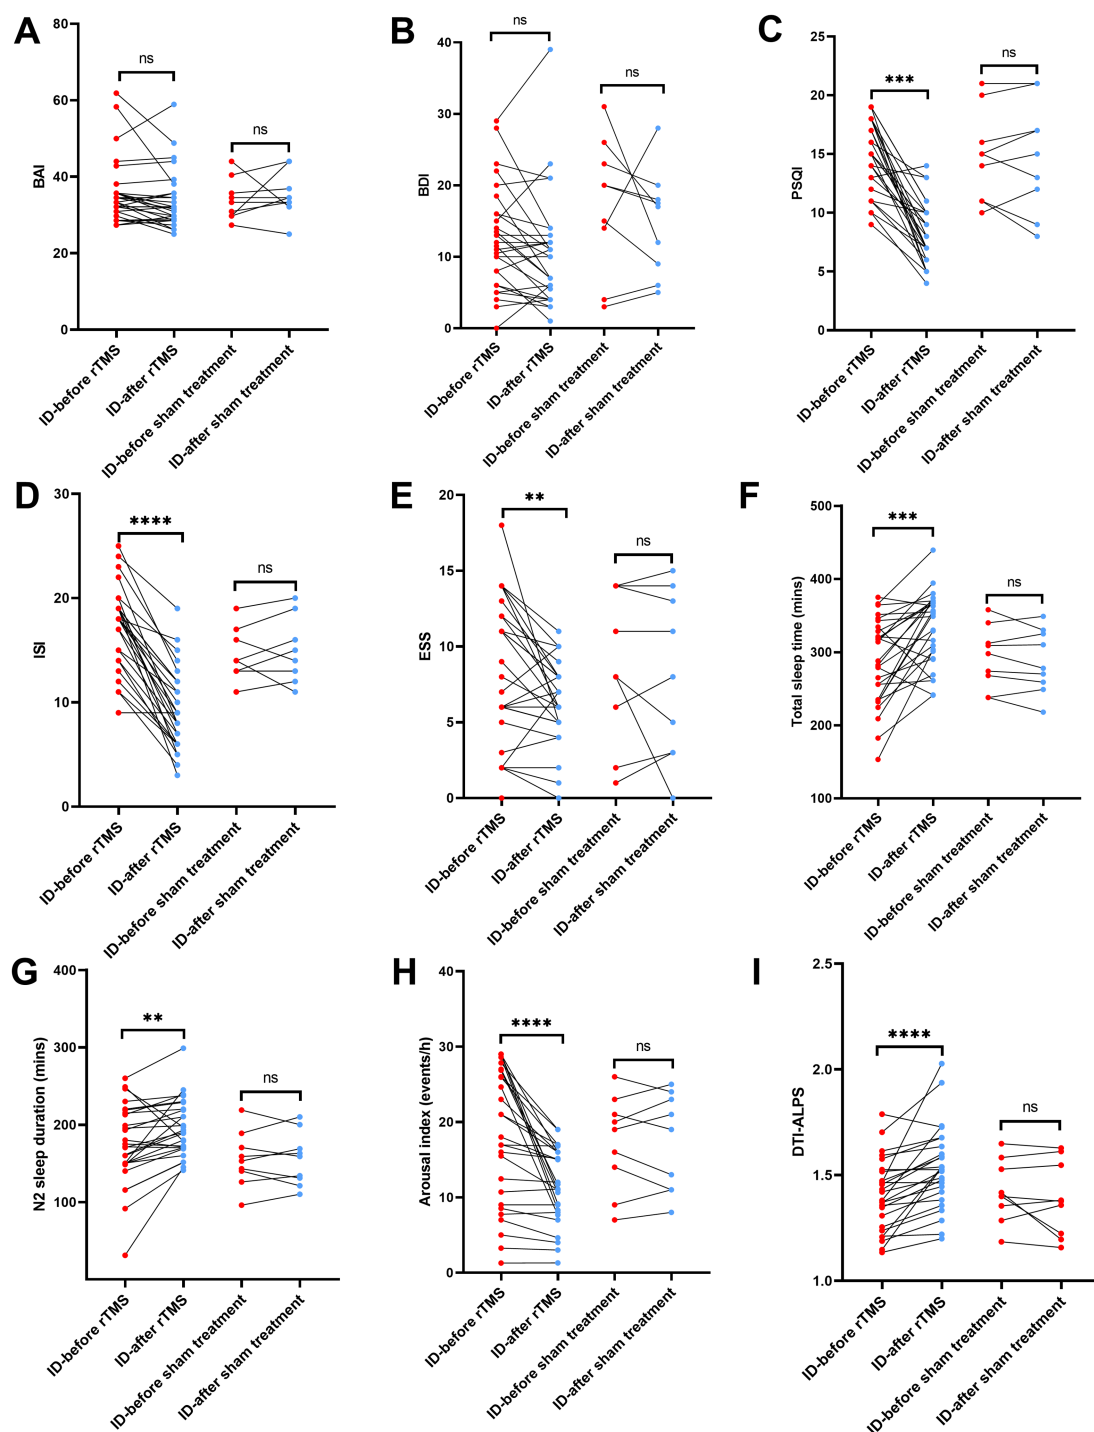 A
BAI
80
60
40
20
0
ns
ns
ID-before rTMS
ID-after rTMS
ID-before sham treatment
ID-after sham treatment
B
BDI
40
30
20
10
0
ns
ns
ID-before rTMS
ID-after rTMS
ID-before sham treatment
ID-after sham treatment
C
PSQI
25
20
15
10
5
0
***
ns
ID-before rTMS
ID-after rTMS
ID-before sham treatment
ID-after sham treatment
D
ISI
30
20
10
0
****
ns
ID-before rTMS
ID-after rTMS
ID-before sham treatment
ID-after sham treatment
E
ESS
20
15
10
5
0
**
ns
ID-before rTMS
ID-after rTMS
ID-before sham treatment
ID-after sham treatment
F
Total sleep time (mins)
500
400
300
200
100
***
ns
ID-before rTMS
ID-after rTMS
ID-before sham treatment
ID-after sham treatment
G
N2 sleep duration (mins)
400
300
200
100
**
ns
ID-before rTMS
ID-after rTMS
ID-before sham treatment
ID-after sham treatment
H
Arousal index (events/h)
40
30
20
10
0
****
ns
ID-before rTMS
ID-after rTMS
ID-before sham treatment
ID-after sham treatment
I
DTI-ALPS
2.5
2.0
1.5
1.0
****
ns
ID-before rTMS
ID-after rTMS
ID-before sham treatment
ID-after sham treatment